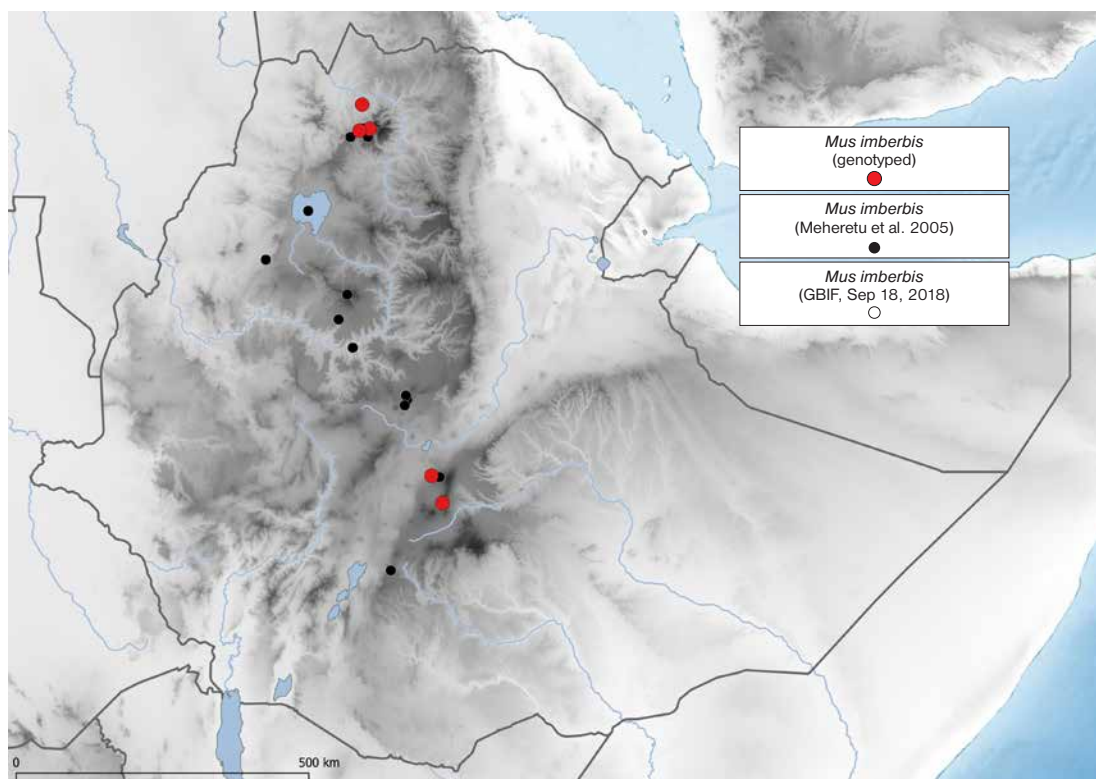 Mus imberbis
(genotyped)
Mus imberbis
(Meheretu et al. 2005)
Mus imberbis
(GBIF, Sep 18, 2018)
0
500 km